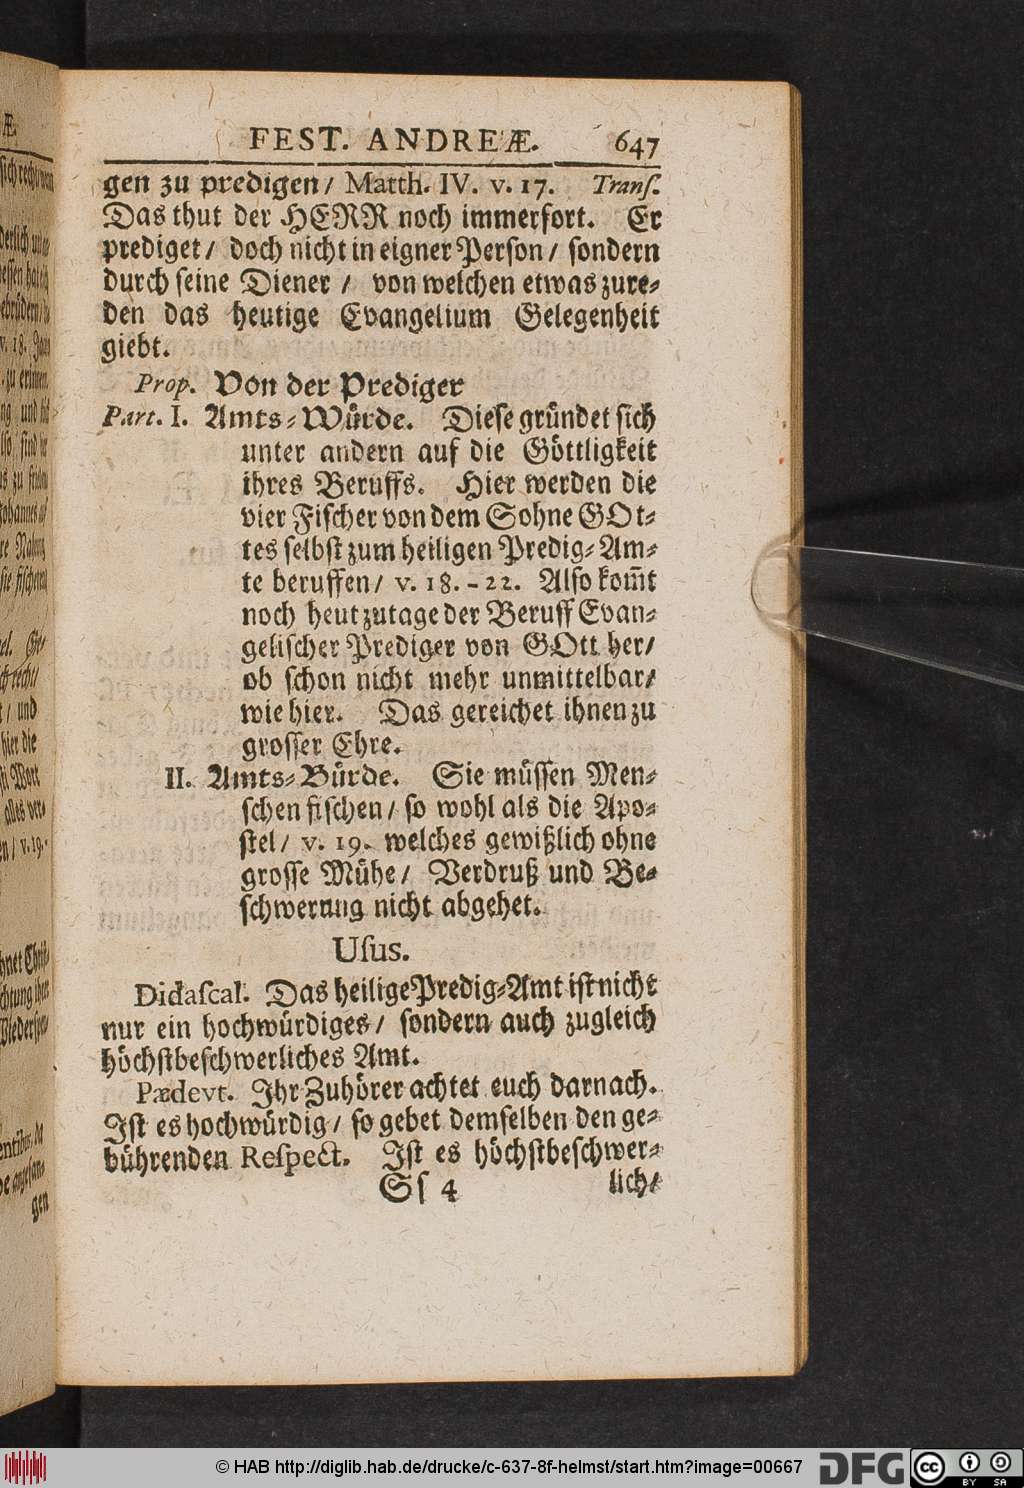 FEST. ANDREÆ. 647
gen zu predigen/ Matth. IV. v. 17. Tranſ.
Das thut der HERR noch immerfort. Er
prediget/ doch nicht in eigner Perſon/ ſondern
durch ſeine Diener / von welchen etwas zure-
den das heutige Evangelium Gelegenheit
giebt.
Prop. Von der Prediger
Part. I. Amts-Würde. Dieſe gründet ſich
unter andern auf die Göttligkeit
ihres Beruffs. Hier werden die
vier Fiſcher von dem Sohne GOt-
tes ſelbſt zum heiligen Predig-Am-
te beruffen/ v. 18. - 22. Alſo kom̃t
noch heut zutage der Beruff Evan-
geliſcher Prediger von GOtt her/
ob ſchon nicht mehr unmittelbar/
wie hier. Das gereichet ihnen zu
groſſer Ehre.
II. Amts-Bürde. Sie müſſen Men-
ſchen fiſchen/ ſo wohl als die Apo-
ſtel/ v. 19. welches gewißlich ohne
groſſe Mühe/ Verdruß und Be-
ſchwerung nicht abgehet.
Uſus.
Didaſcal. Das heilige Predig-Amt iſt nicht
nur ein hochwürdiges/ ſondern auch zugleich
höchſtbeſchwerliches Amt.
Pædevt. Ihr Zuhörer achtet euch darnach.
Iſt es hochwürdig/ ſo gebet demſelben den ge-
bührenden Reſpect. Iſt es höchſtbeſchwer-
Sſ 4 lich/
© HAB http://diglib.hab.de/drucke/c-637-8f-helmst/start.htm?image=00667 DFG cc BY SA